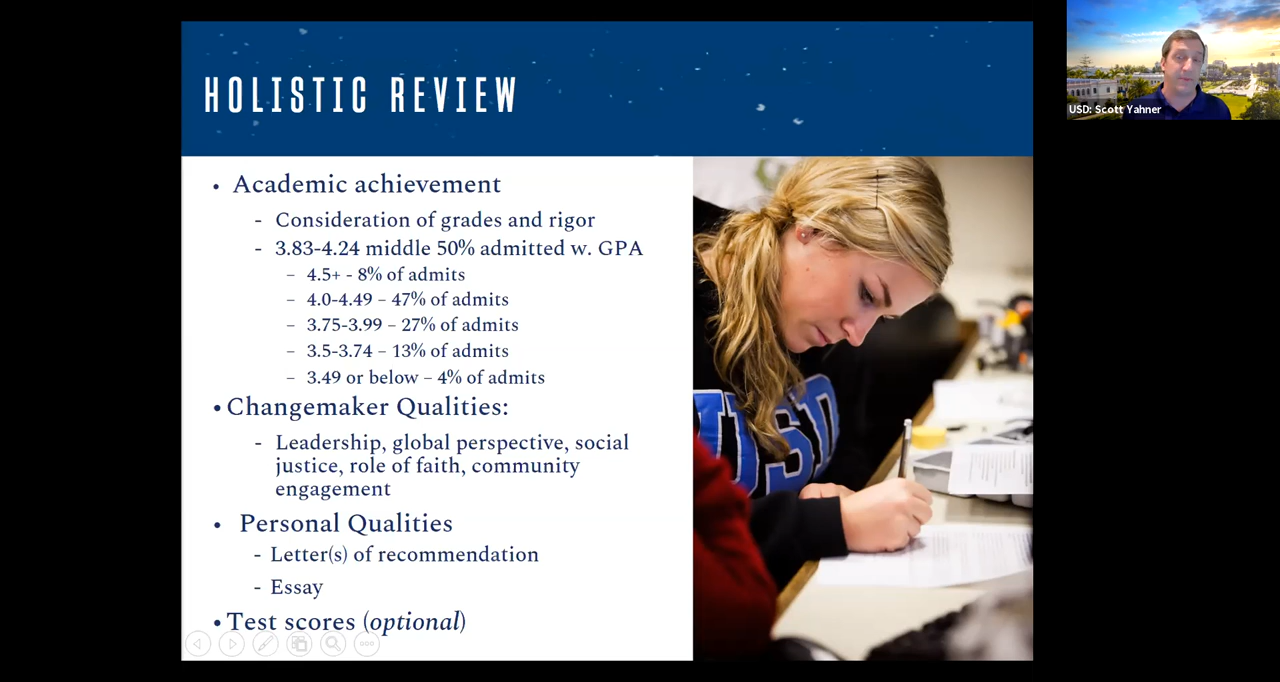 HOLISTIC REVIEW
USD: Scott Yahner
• Academic achievement
- Consideration of grades and rigor
- 3.83-4.24 middle 50% admitted w. GPA
– 4.5+ - 8% of admits
– 4.0-4.49 – 47% of admits
– 3.75-3.99 – 27% of admits
– 3.5-3.74 – 13% of admits
– 3.49 or below – 4% of admits
• Changemaker Qualities:
- Leadership, global perspective, social
justice, role of faith, community
engagement
• Personal Qualities
- Letter(s) of recommendation
- Essay
• Test scores (optional)
USD